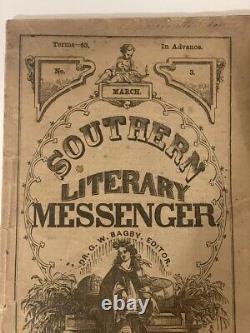 Terms—$3, In Advance.
No. 3.
MARCH.
SOUTHERN
LITERARY
MESSENGER
DR. G. W. BAGBY, EDITOR.